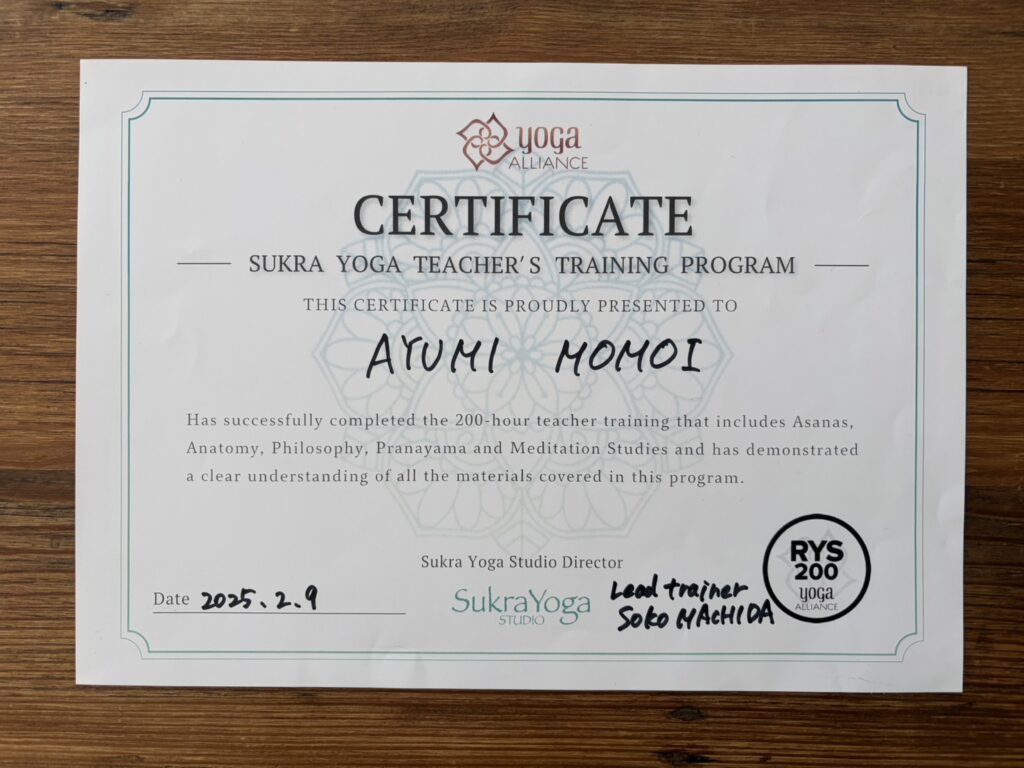 yoga
ALLIANCE
CERTIFICATE
SUKRA YOGA TEACHER'S TRAINING PROGRAM
THIS CERTIFICATE IS PROUDLY PRESENTED TO
AYUMI MOMOI
Has successfully completed the 200-hour teacher training that includes Asanas,
Anatomy, Philosophy, Pranayama and Meditation Studies and has demonstrated
a clear understanding of all the materials covered in this program.
Sukra Yoga Studio Director
Date 2025.2.9
SukraYoga
STUDIO
Lead trainer
Soko MACHIDA
RYS
200
yoga
ALLIANCE